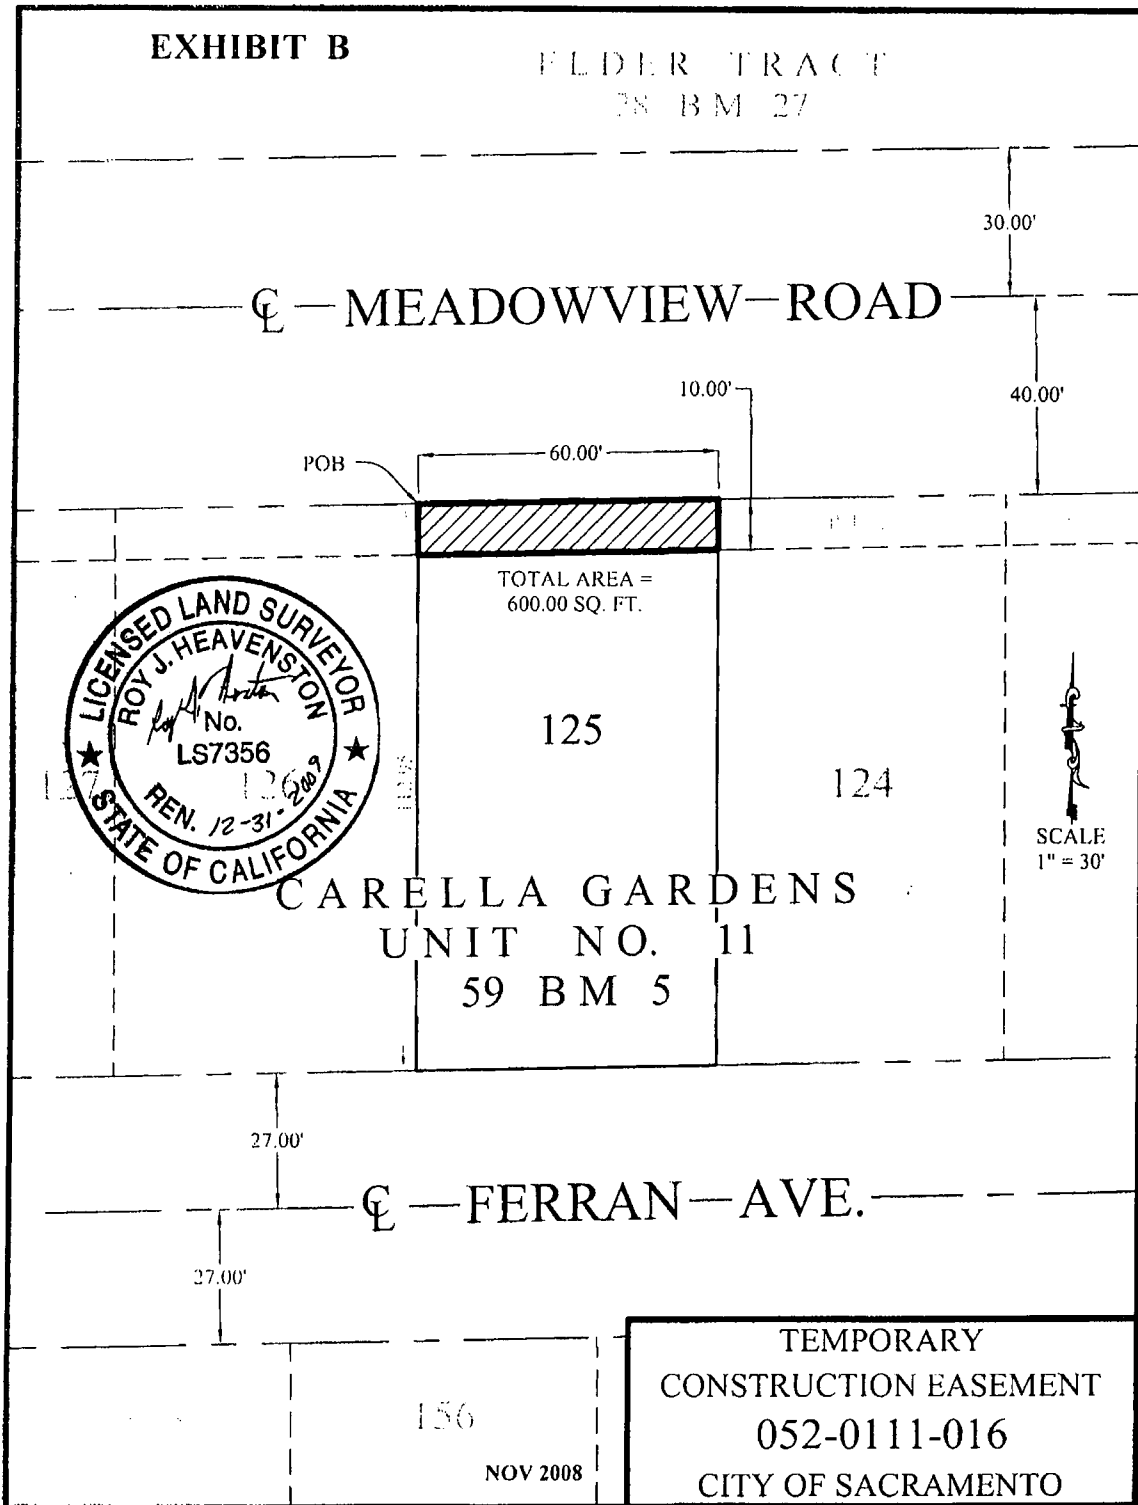 EXHIBIT B
ELDER TRACT
28 BM 27
30.00'
℄ MEADOWVIEW ROAD
10.00'
40.00'
60.00'
POB
TOTAL AREA =
600.00 SQ. FT.
LICENSED LAND SURVEYOR
ROY J. HEAVENSTON
No.
LS7356
REN. 12-31-2009
STATE OF CALIFORNIA
127
126
125
124
SCALE
1" = 30'
CARELLA GARDENS
UNIT NO. 11
59 BM 5
27.00'
℄ FERRAN AVE.
27.00'
156
NOV 2008
TEMPORARY
CONSTRUCTION EASEMENT
052-0111-016
CITY OF SACRAMENTO